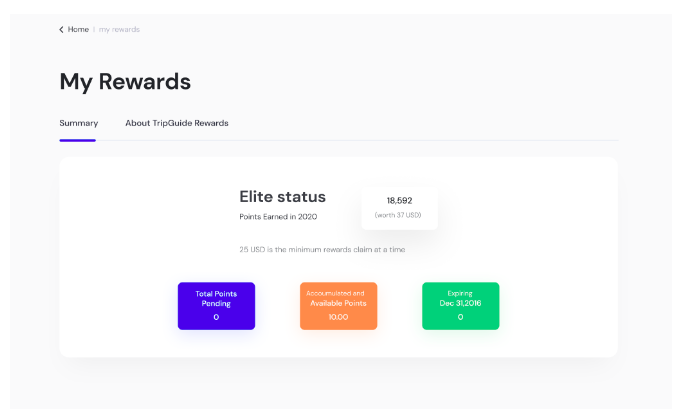 Home | my rewards
My Rewards
Summary About TripGuide Rewards
Elite status
Points Earned in 2020
18,592
(worth 37 USD)
25 USD is the minimum rewards claim at a time
Total Points
Pending
0
Accoumulated and
Available Points
10.00
Expiring
Dec 31,2016
0